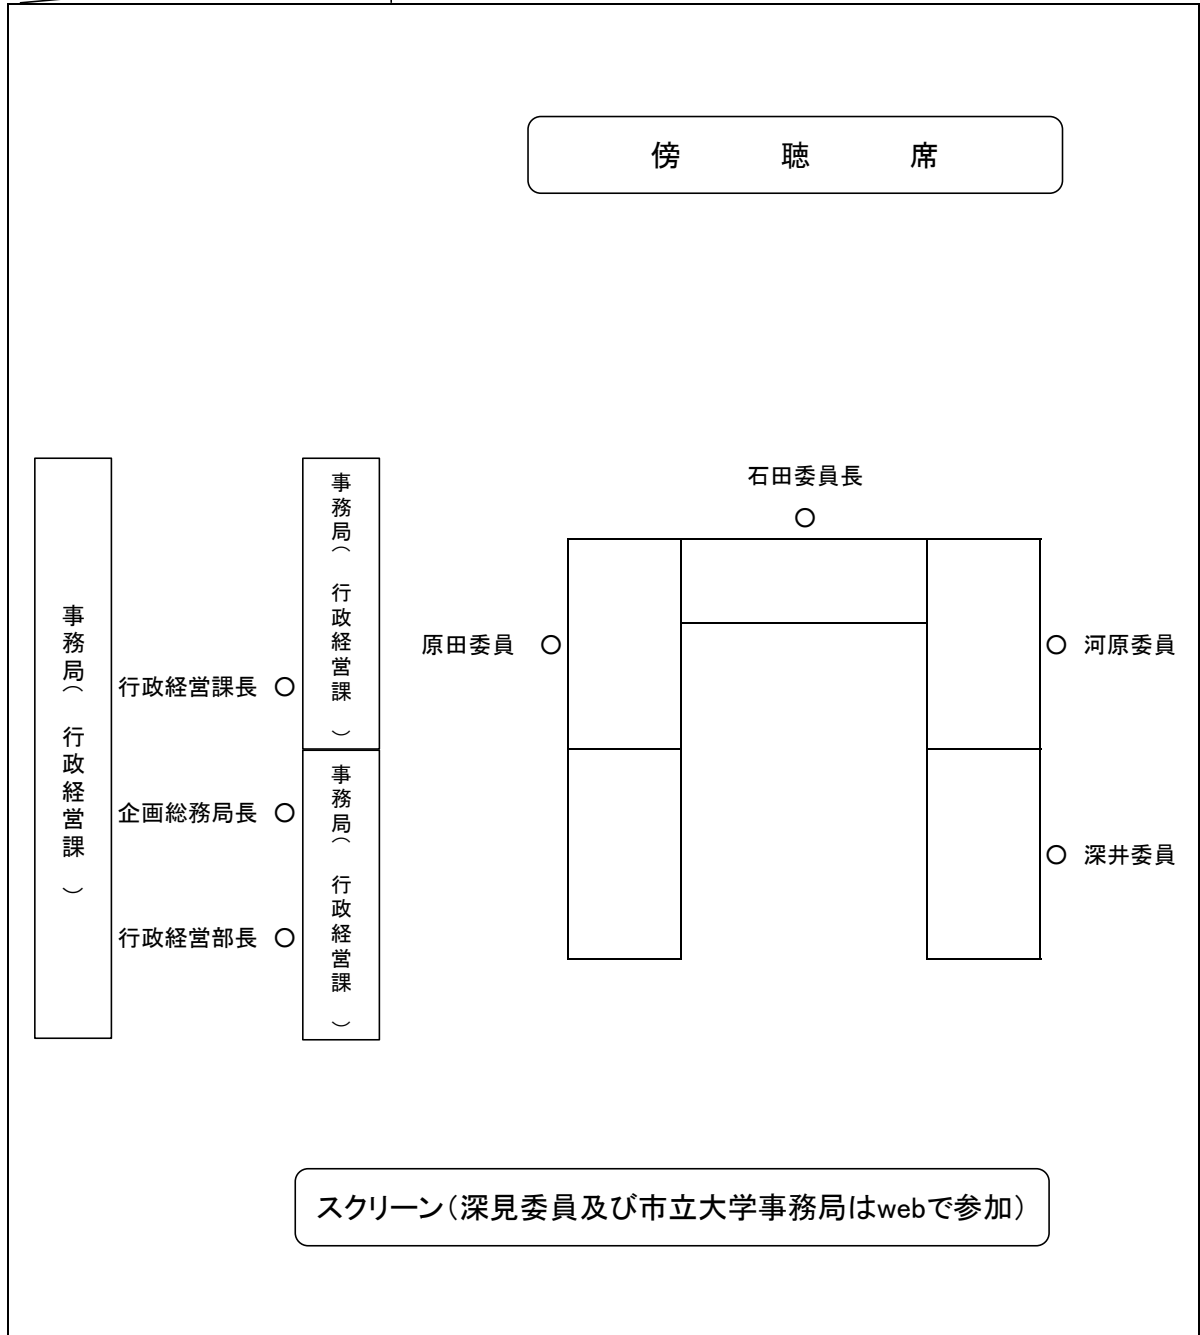 傍　聴　席
石田委員長
○
事務局（行政経営課）
事務局（行政経営課）
行政経営課長 ○
企画総務局長 ○
行政経営部長 ○
事務局（行政経営課）
原田委員 ○
○ 河原委員
○ 深井委員
スクリーン（深見委員及び市立大学事務局はwebで参加）